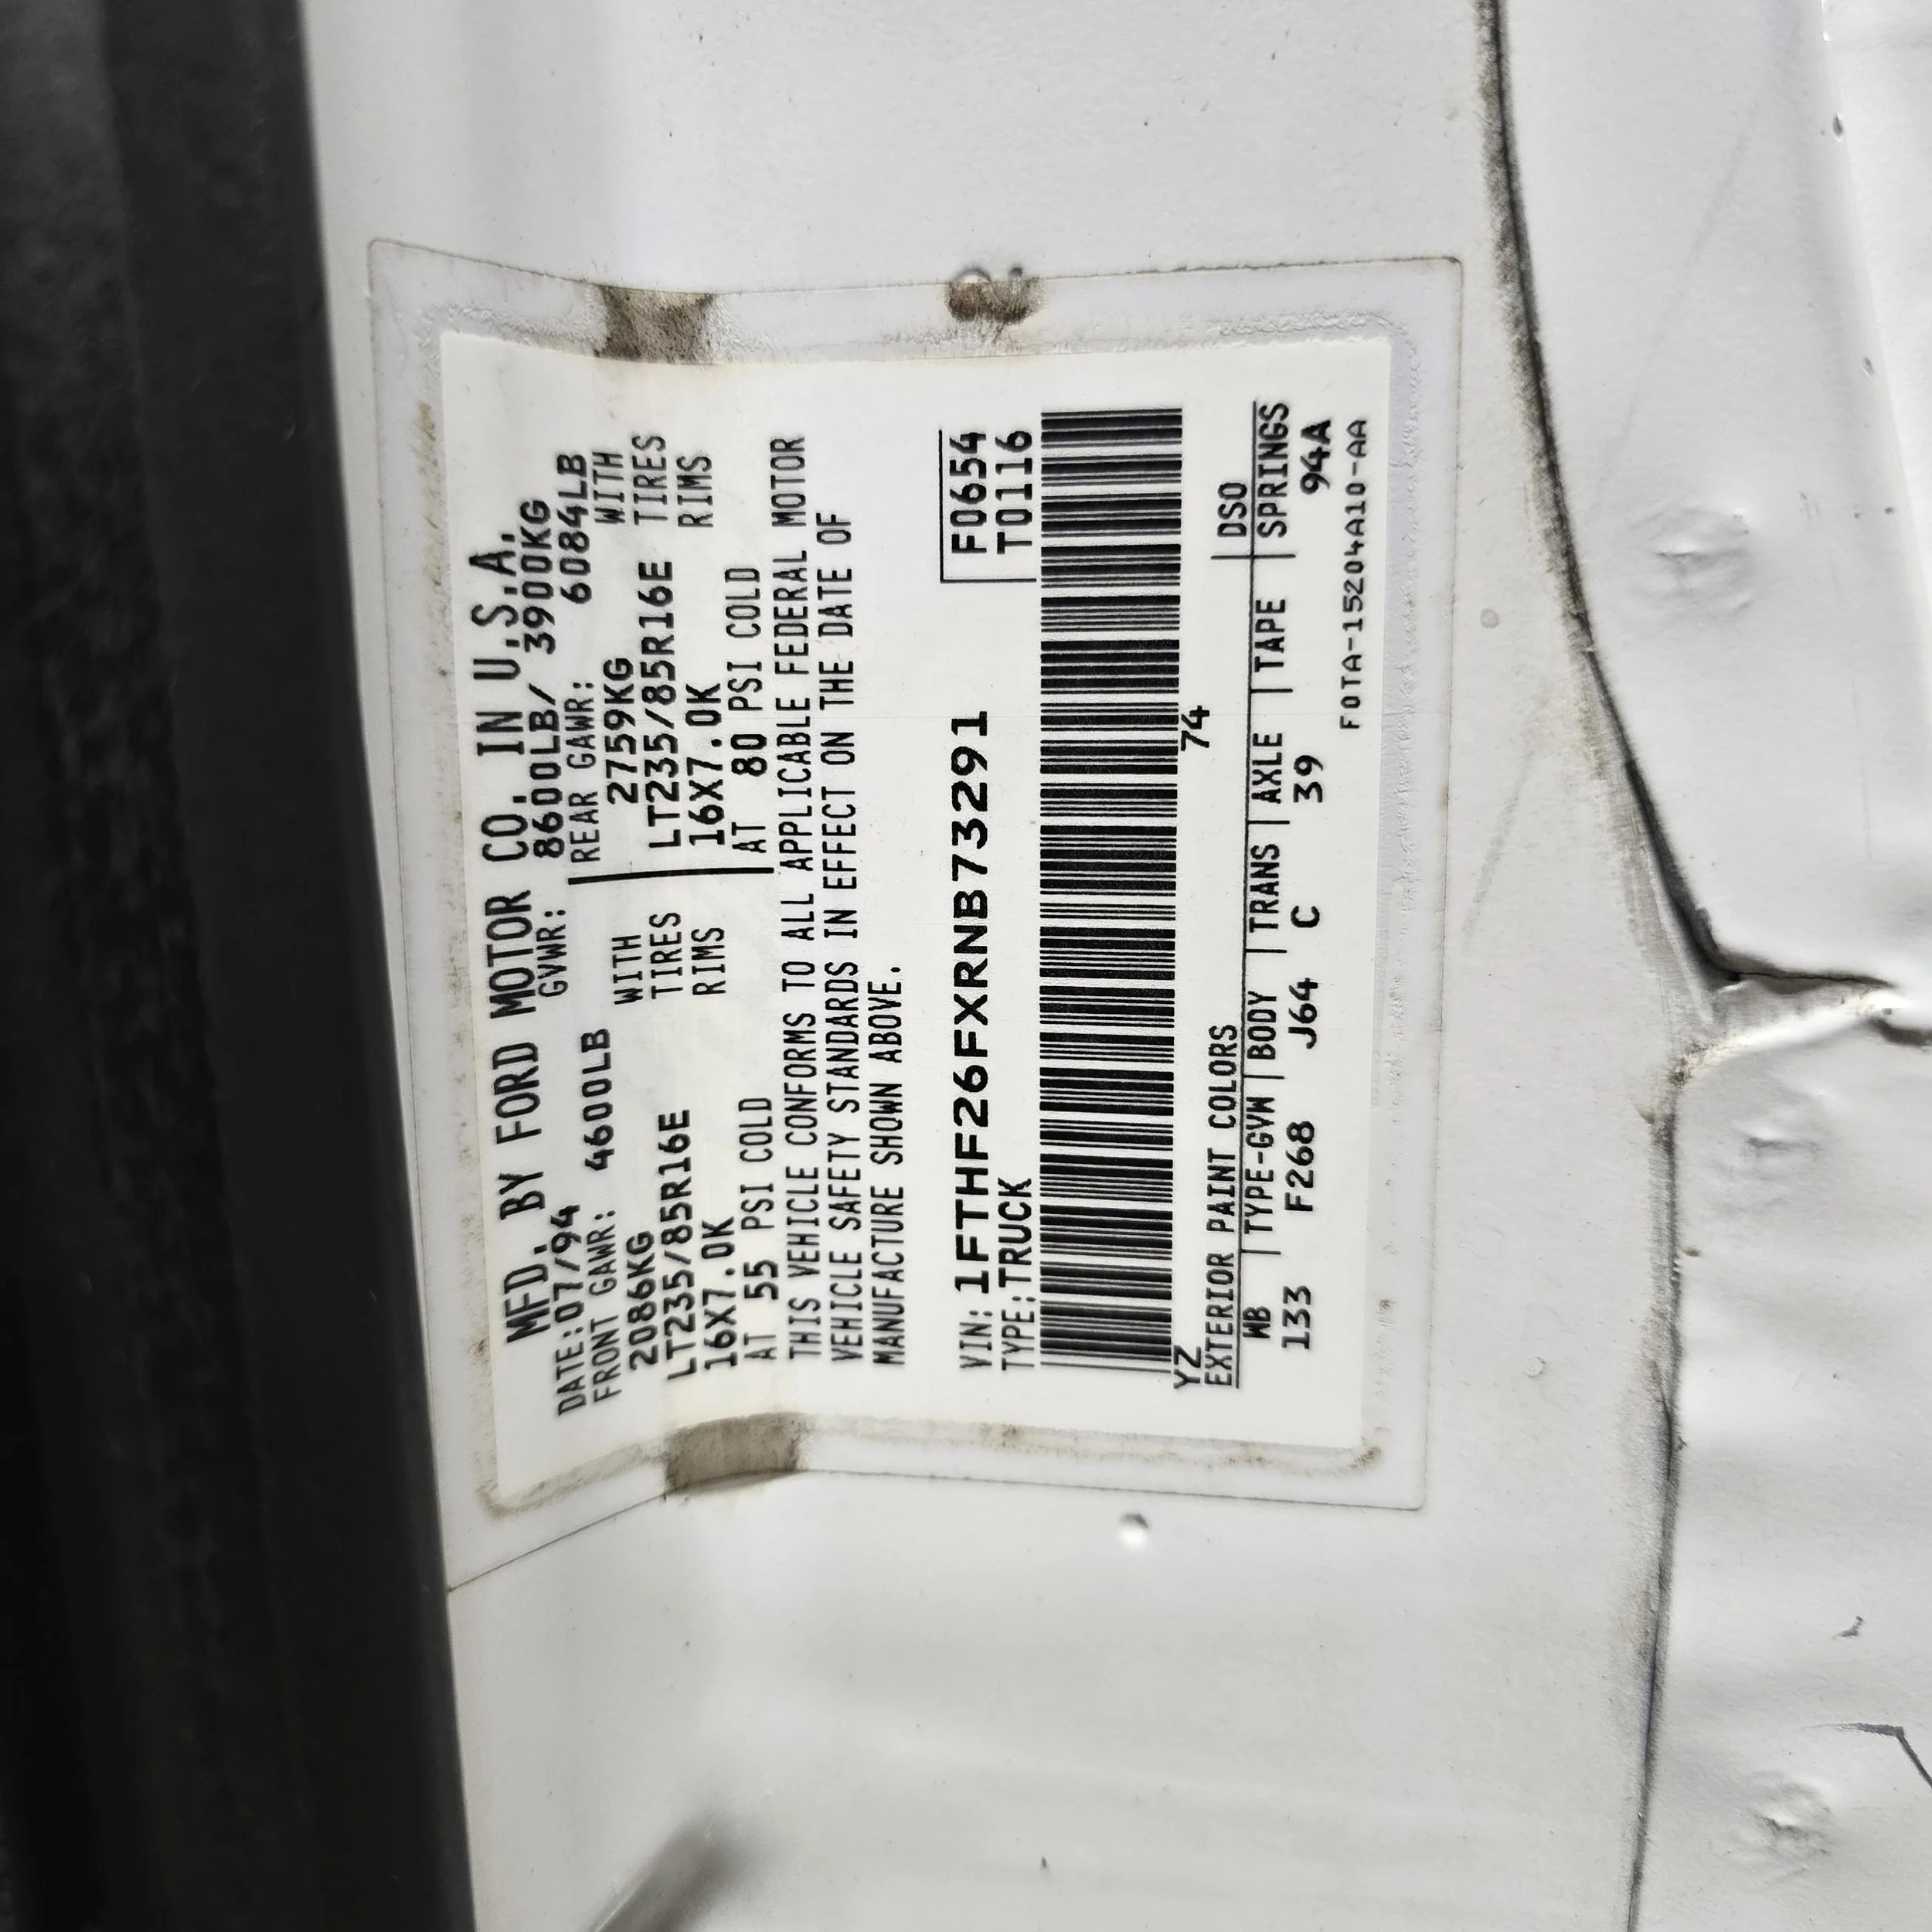 MFD. BY FORD MOTOR CO. IN U.S.A.
DATE: 07/94 GVWR: 8600LB/ 3900KG
FRONT GAWR: 4600LB REAR GAWR: 6084LB
2086KG WITH 2759KG WITH
LT235/85R16E TIRES LT235/85R16E TIRES
16X7.0K RIMS 16X7.0K RIMS
AT 55 PSI COLD AT 80 PSI COLD
THIS VEHICLE CONFORMS TO ALL APPLICABLE FEDERAL MOTOR
VEHICLE SAFETY STANDARDS IN EFFECT ON THE DATE OF
MANUFACTURE SHOWN ABOVE.
VIN: 1FTHF26FXRNB73291 F0654
TYPE: TRUCK T0116
YZ 74
EXTERIOR PAINT COLORS DSO
WB TYPE-GVW BODY TRANS AXLE TAPE SPRINGS
133 F268 J64 C 39 94A
F0TA-15204A10-AA